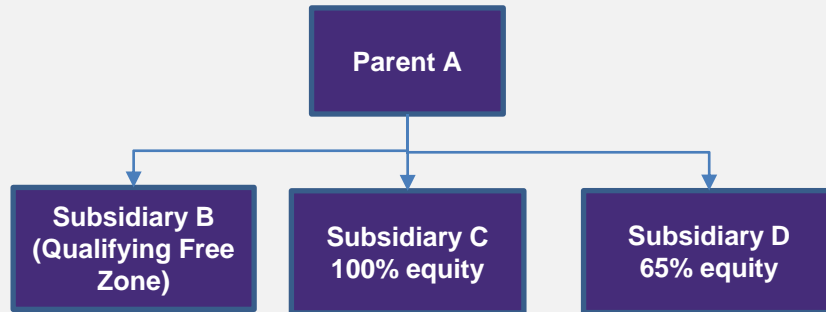 Parent A
Subsidiary B
(Qualifying Free
Zone)
Subsidiary C
100% equity
Subsidiary D
65% equity